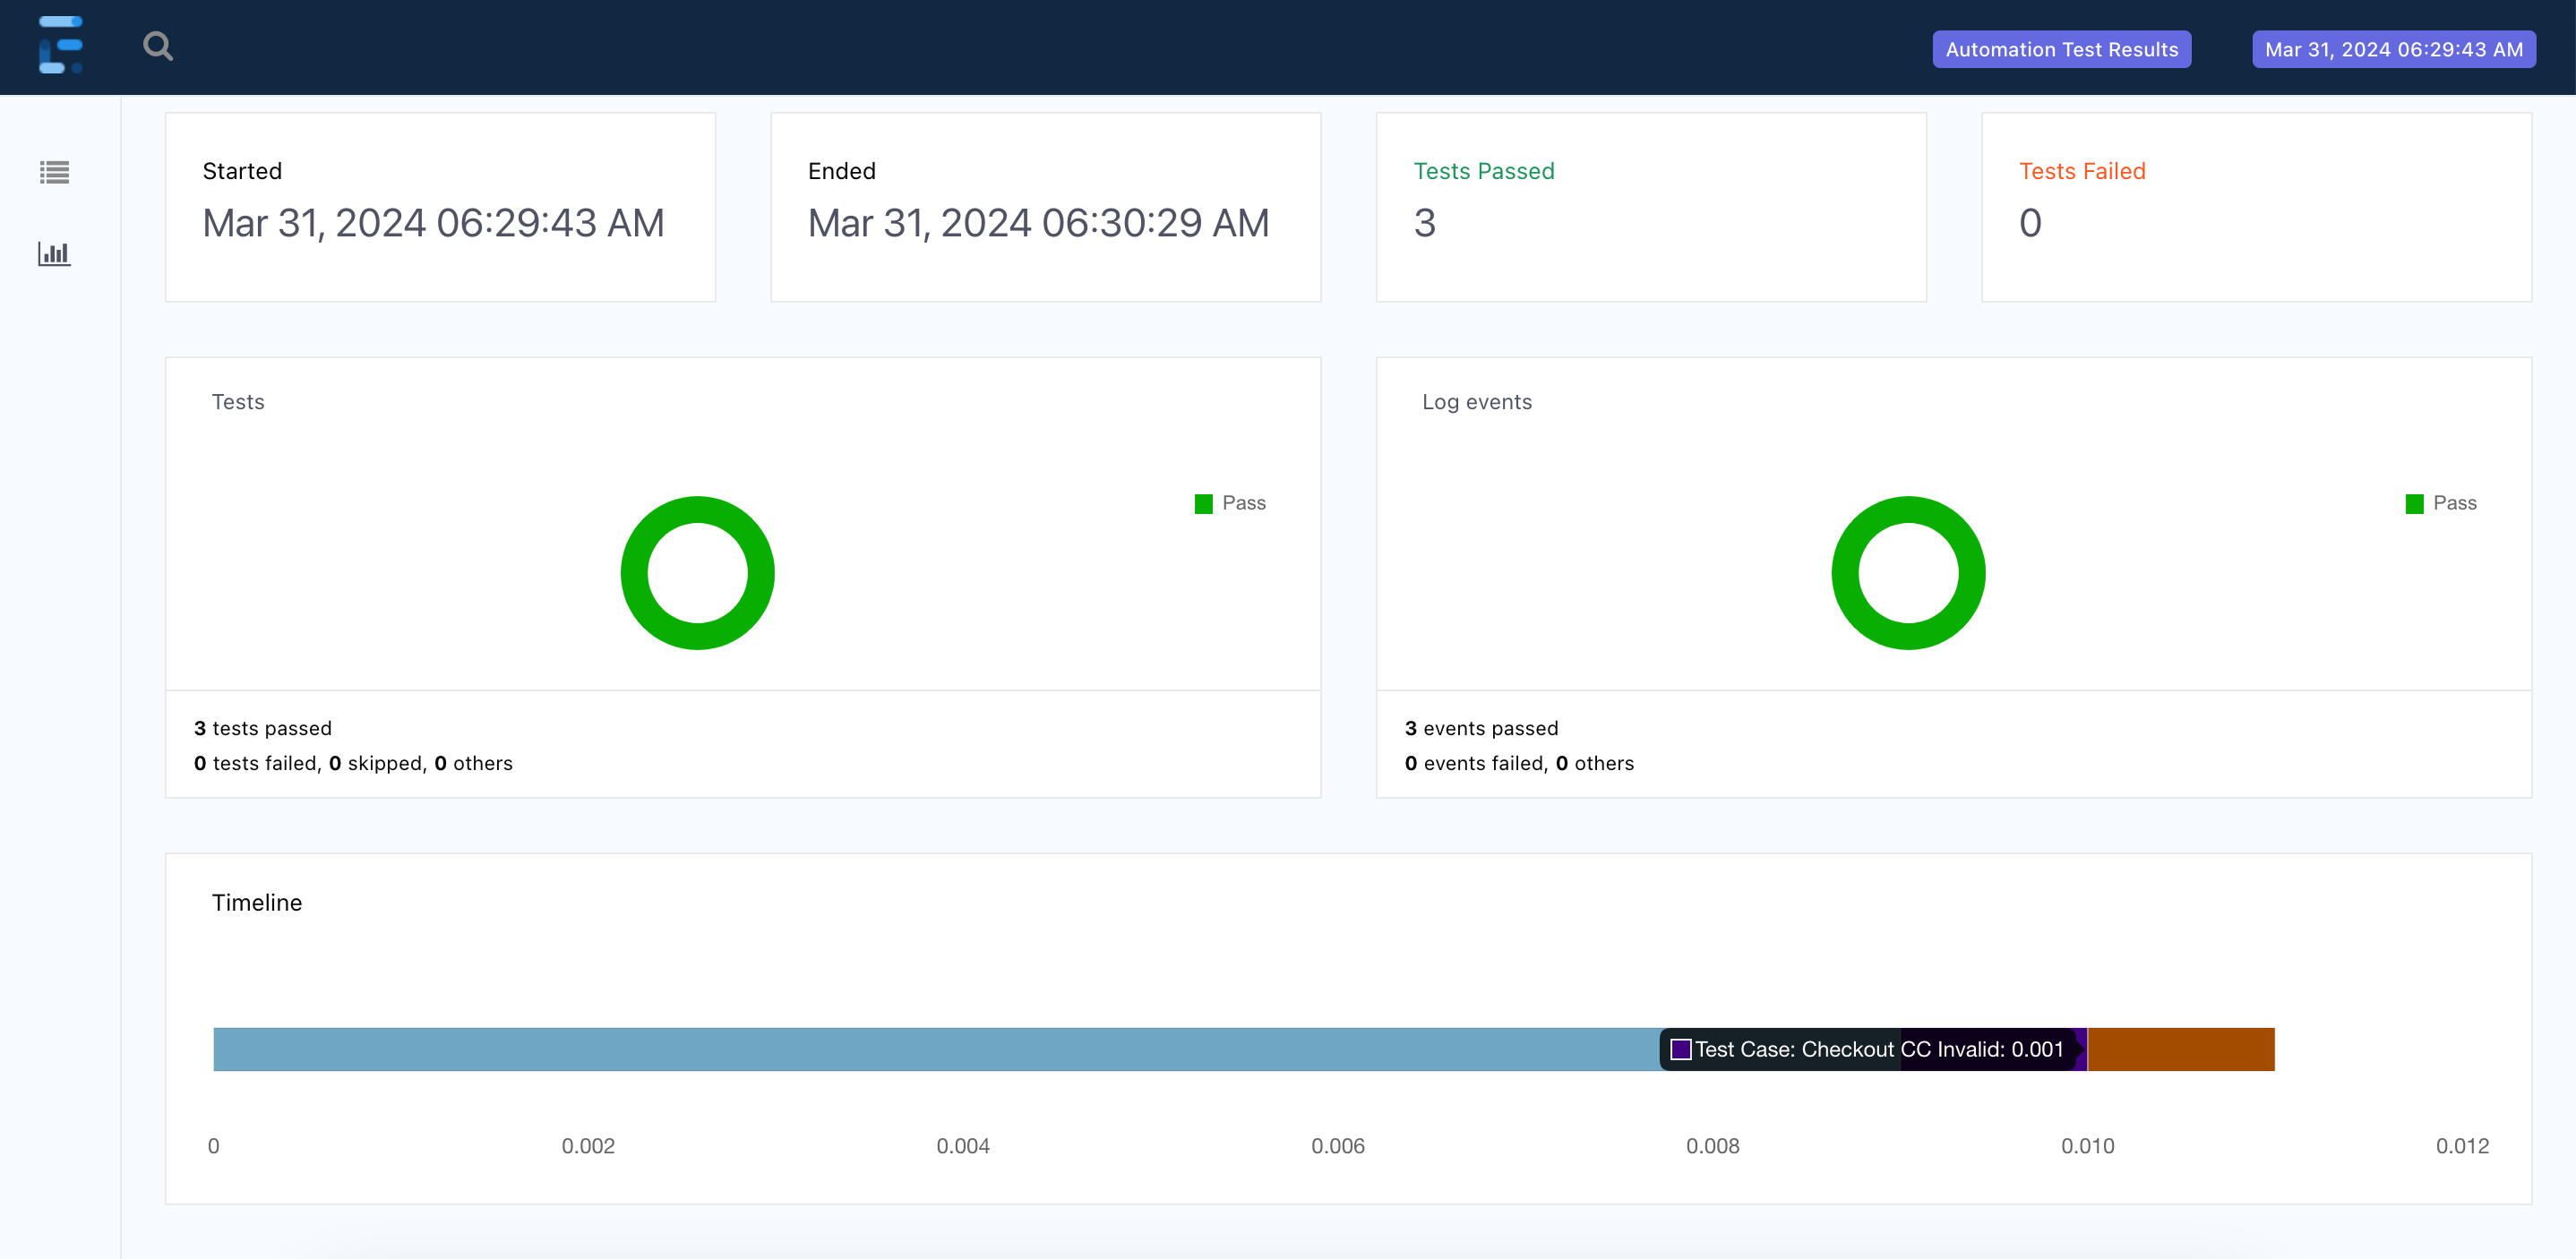 Automation Test Results
Mar 31, 2024 06:29:43 AM
Started
Mar 31, 2024 06:29:43 AM
Ended
Mar 31, 2024 06:30:29 AM
Tests Passed
3
Tests Failed
0
Tests
Pass
3 tests passed
0 tests failed, 0 skipped, 0 others
Log events
Pass
3 events passed
0 events failed, 0 others
Timeline
Test Case: Checkout CC Invalid: 0.001
0
0.002
0.004
0.006
0.008
0.010
0.012